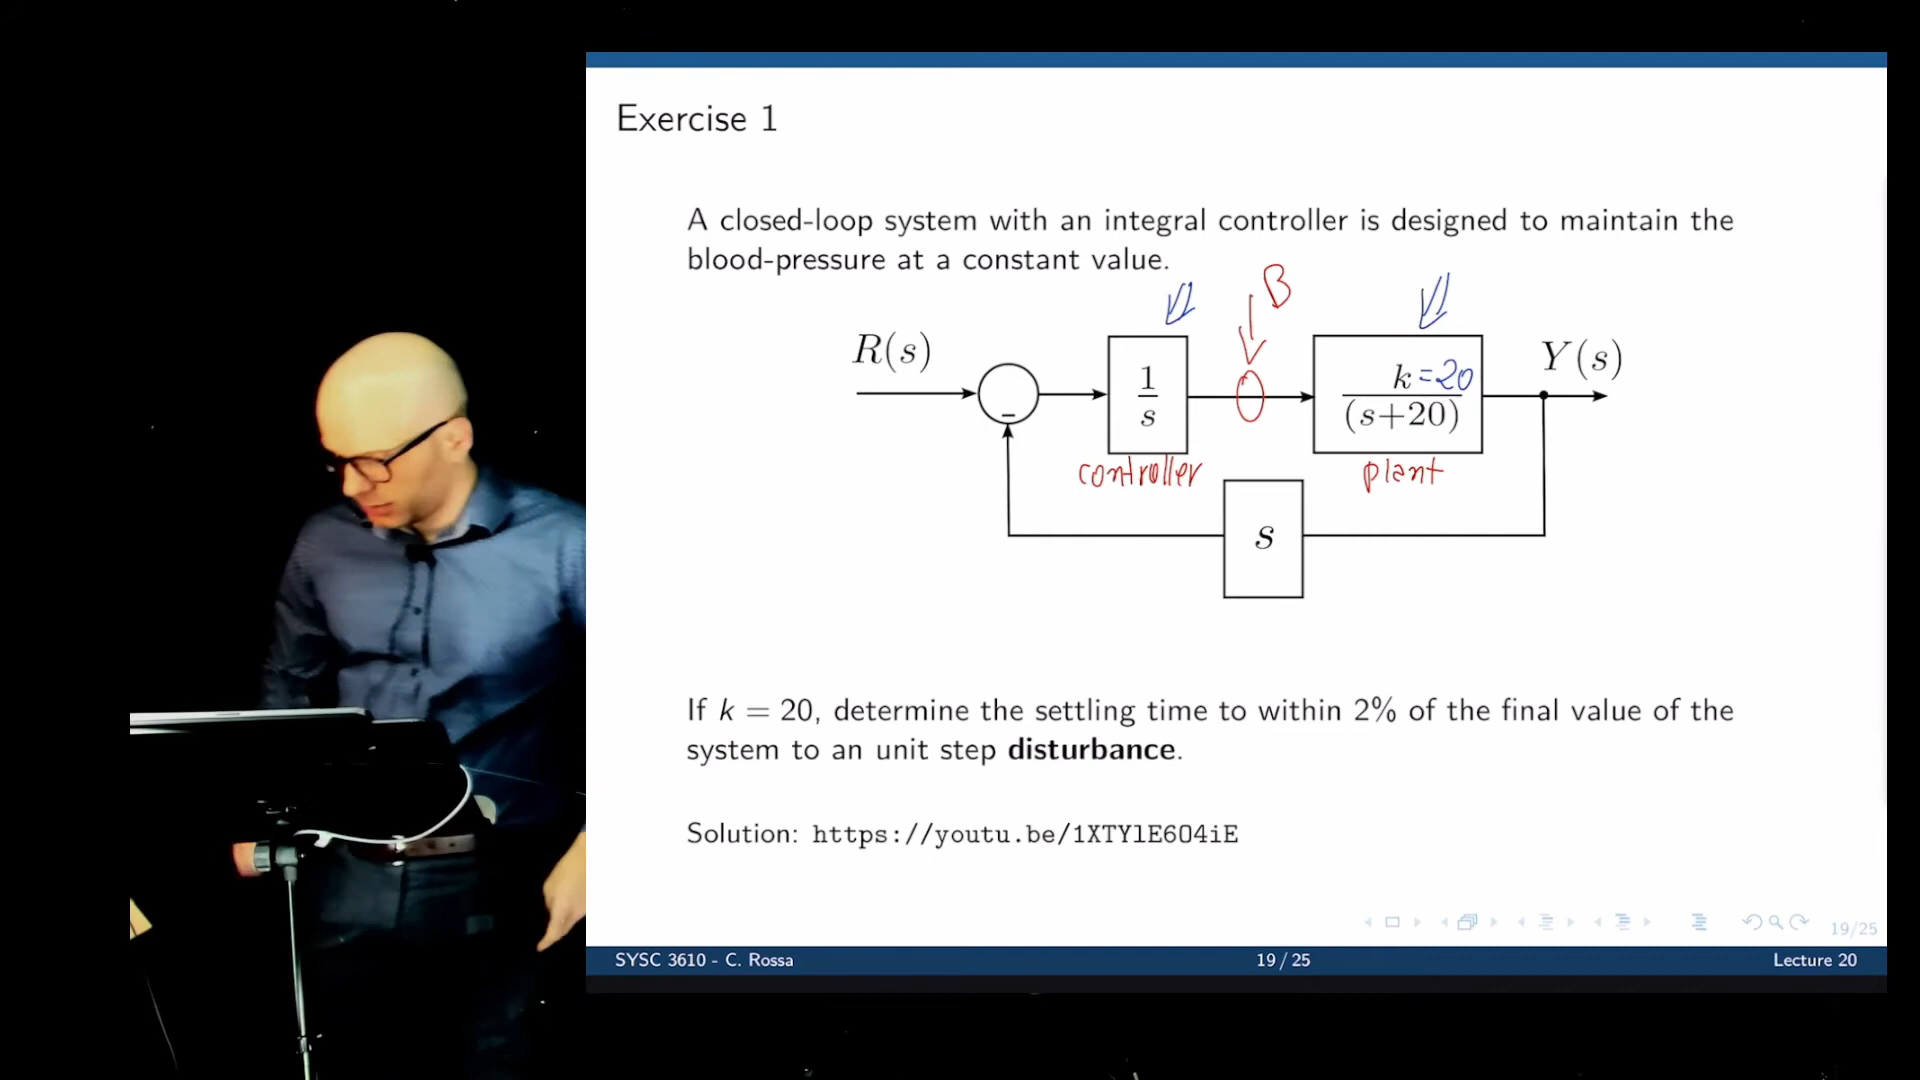 Exercise 1
A closed-loop system with an integral controller is designed to maintain the
blood-pressure at a constant value.
B
R(s)
1
s
k =20
(s+20)
Y(s)
-
controller
plant
s
If k = 20, determine the settling time to within 2% of the final value of the
system to an unit step disturbance.
Solution: https://youtu.be/1XTYlE6O4iE
19/25
SYSC 3610 - C. Rossa
19 / 25
Lecture 20